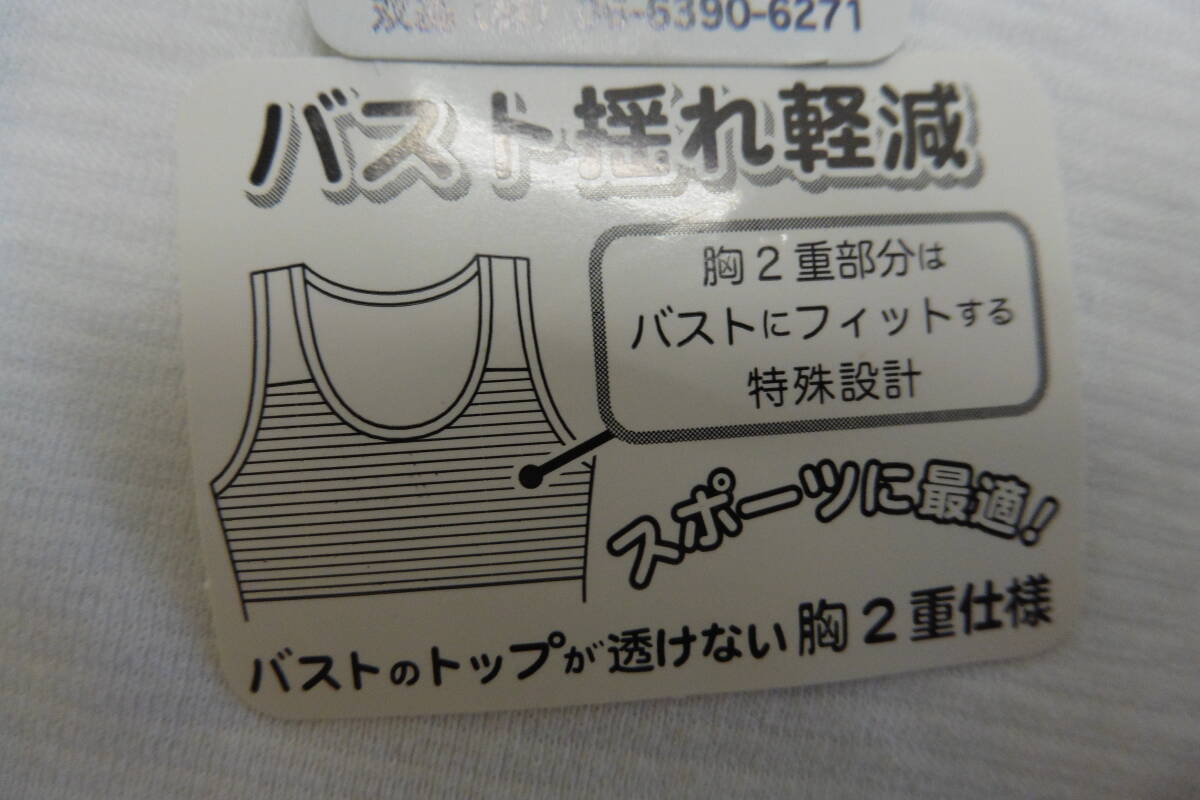 6390-6271
バスト揺れ軽減
胸2重部分は
バストにフィットする
特殊設計
スポーツに最適!
バストのトップが透けない胸2重仕様